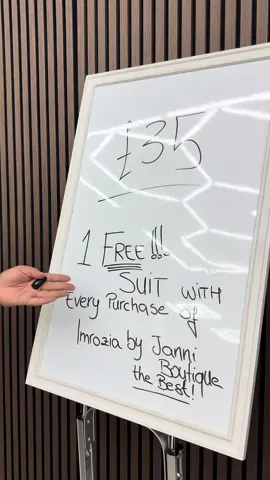 £35
1 FREE!!!
SUIT WITH
Every Purchase of
Imrozia by Janni
Boutique
the Best!